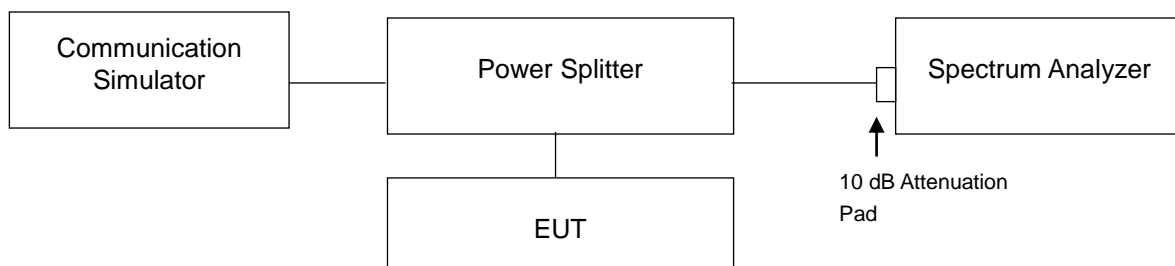 Communication
Simulator
Power Splitter
Spectrum Analyzer
10 dB Attenuation
Pad
EUT